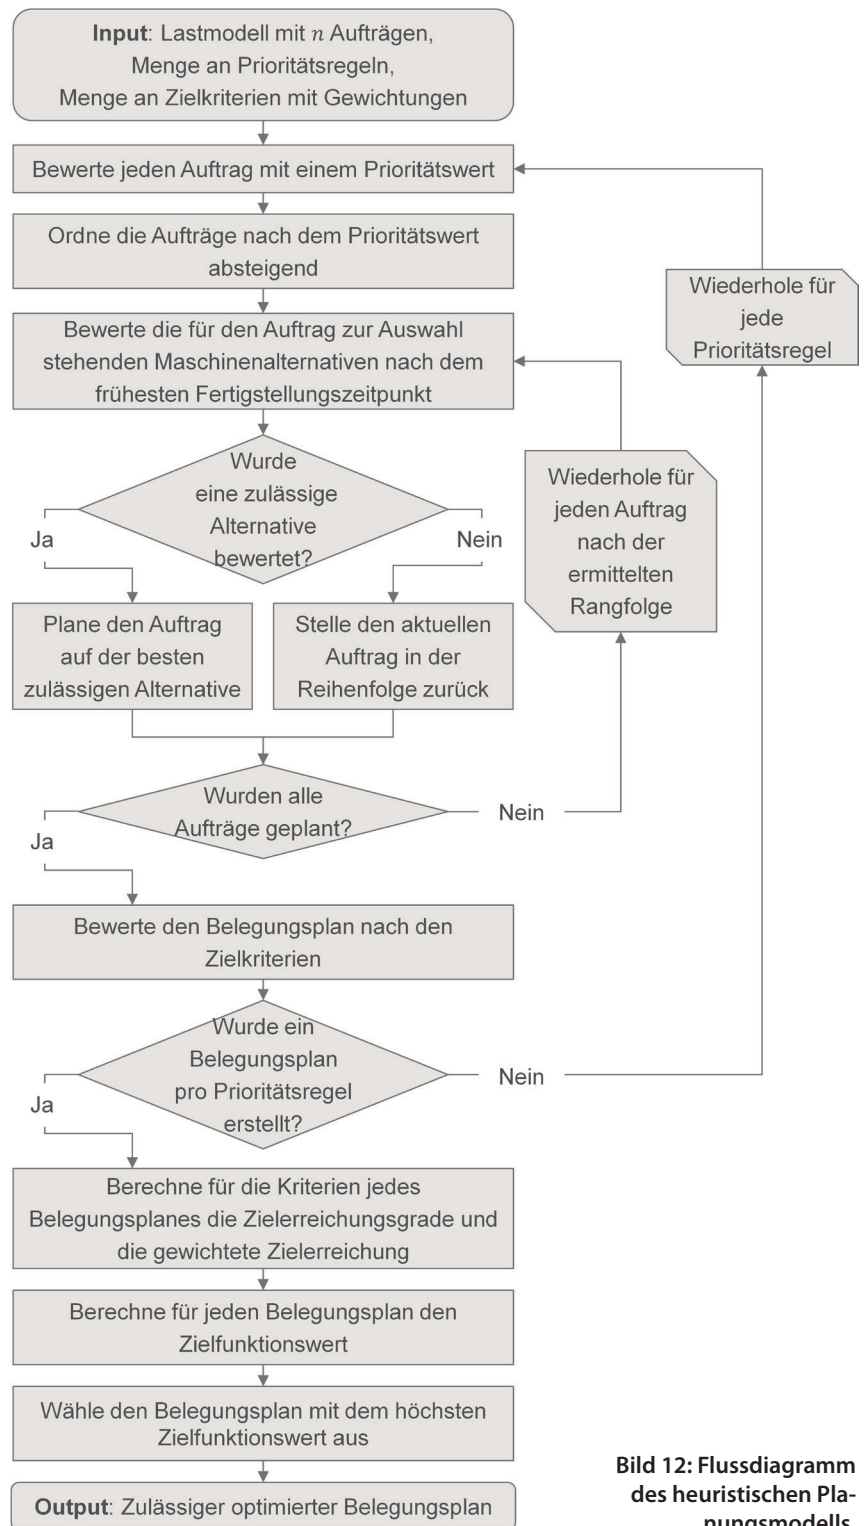 Input: Lastmodell mit n Aufträgen,
Menge an Prioritätsregeln,
Menge an Zielkriterien mit Gewichtungen
Bewerte jeden Auftrag mit einem Prioritätswert
Ordne die Aufträge nach dem Prioritätswert
absteigend
Wiederhole für
jede
Prioritätsregel
Bewerte die für den Auftrag zur Auswahl
stehenden Maschinenalternativen nach dem
frühesten Fertigstellungszeitpunkt
Wurde
eine zulässige
Alternative
bewertet?
Ja
Nein
Wiederhole für
jeden Auftrag
nach der
ermittelten
Rangfolge
Plane den Auftrag
auf der besten
zulässigen Alternative
Stelle den aktuellen
Auftrag in der
Reihenfolge zurück
Wurden alle
Aufträge geplant?
Ja
Nein
Bewerte den Belegungsplan nach den
Zielkriterien
Wurde ein
Belegungsplan
pro Prioritätsregel
erstellt?
Ja
Nein
Berechne für die Kriterien jedes
Belegungsplanes die Zielerreichungsgrade und
die gewichtete Zielerreichung
Berechne für jeden Belegungsplan den
Zielfunktionswert
Wähle den Belegungsplan mit dem höchsten
Zielfunktionswert aus
Output: Zulässiger optimierter Belegungsplan
Bild 12: Flussdiagramm
des heuristischen Pla-
nungsmodells.